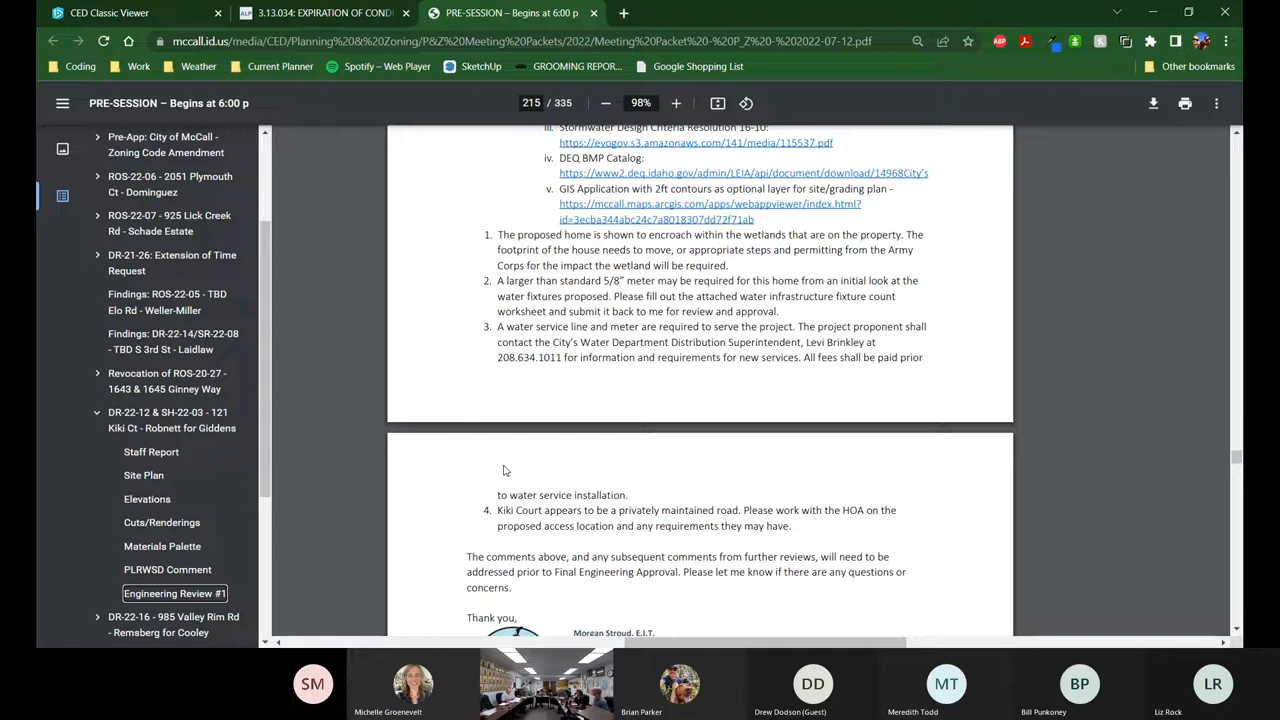 CED Classic Viewer
3.13.034: EXPIRATION OF COND
PRE-SESSION – Begins at 6:00 p
mccall.id.us/media/CED/Planning%20&%20Zoning/P&Z%20Meeting%20Packets/2022/Meeting%20Packet%20-%20P_Z%20-%202022-07-12.pdf
Coding
Work
Weather
Current Planner
Spotify – Web Player
SketchUp
GROOMING REPOR...
Google Shopping List
Other bookmarks
PRE-SESSION – Begins at 6:00 p
215 / 335
98%
Pre-App: City of McCall -
Zoning Code Amendment
ROS-22-06 - 2051 Plymouth
Ct - Dominguez
ROS-22-07 - 925 Lick Creek
Rd - Schade Estate
DR-21-26: Extension of Time
Request
Findings: ROS-22-05 - TBD
Elo Rd - Weller-Miller
Findings: DR-22-14/SR-22-08
- TBD S 3rd St - Laidlaw
Revocation of ROS-20-27 -
1643 & 1645 Ginney Way
DR-22-12 & SH-22-03 - 121
Kiki Ct - Robnett for Giddens
Staff Report
Site Plan
Elevations
Cuts/Renderings
Materials Palette
PLRWSD Comment
Engineering Review #1
DR-22-16 - 985 Valley Rim Rd
- Remsberg for Cooley
iii. Stormwater Design Criteria Resolution 16-10:
https://evogov.s3.amazonaws.com/141/media/115537.pdf
iv. DEQ BMP Catalog:
https://www2.deq.idaho.gov/admin/LEIA/api/document/download/14968City's
v. GIS Application with 2ft contours as optional layer for site/grading plan -
https://mccall.maps.arcgis.com/apps/webappviewer/index.html?
id=3ecba344abc24c7a8018307dd72f71ab
1. The proposed home is shown to encroach within the wetlands that are on the property. The
footprint of the house needs to move, or appropriate steps and permitting from the Army
Corps for the impact the wetland will be required.
2. A larger than standard 5/8” meter may be required for this home from an initial look at the
water fixtures proposed. Please fill out the attached water infrastructure fixture count
worksheet and submit it back to me for review and approval.
3. A water service line and meter are required to serve the project. The project proponent shall
contact the City's Water Department Distribution Superintendent, Levi Brinkley at
208.634.1011 for information and requirements for new services. All fees shall be paid prior
to water service installation.
4. Kiki Court appears to be a privately maintained road. Please work with the HOA on the
proposed access location and any requirements they may have.
The comments above, and any subsequent comments from further reviews, will need to be
addressed prior to Final Engineering Approval. Please let me know if there are any questions or
concerns.
Thank you,
Morgan Stroud, E.I.T.
SM
Michelle Groenevelt
Brian Parker
DD
Drew Dodson (Guest)
MT
Meredith Todd
BP
Bill Punkoney
LR
Liz Rock